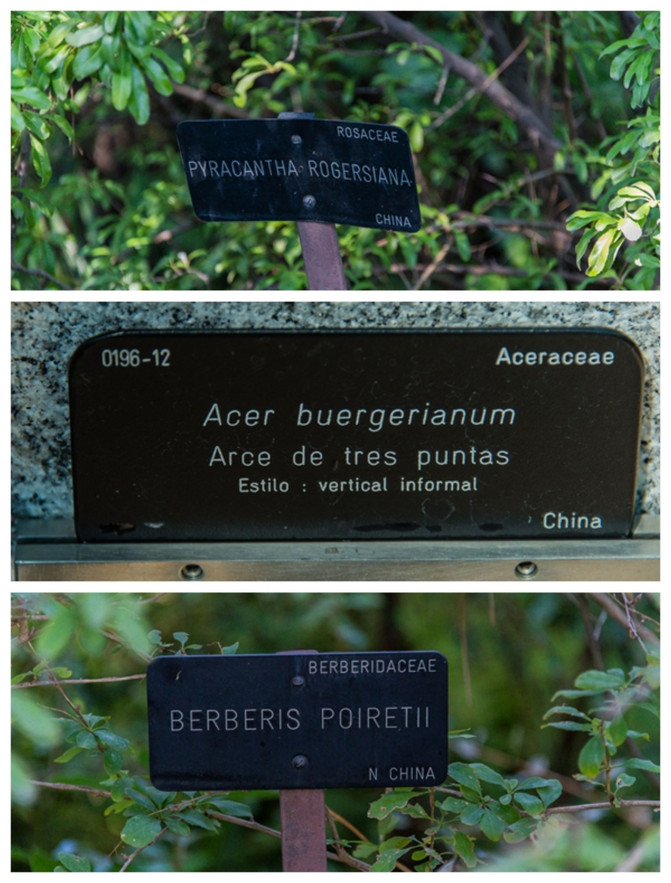 ROSACEAE
PYRACANTHA ROGERSIANA
CHINA
0196-12 Aceraceae
Acer buergerianum
Arce de tres puntas
Estilo : vertical informal
China
BERBERIDACEAE
BERBERIS POIRETII
N CHINA